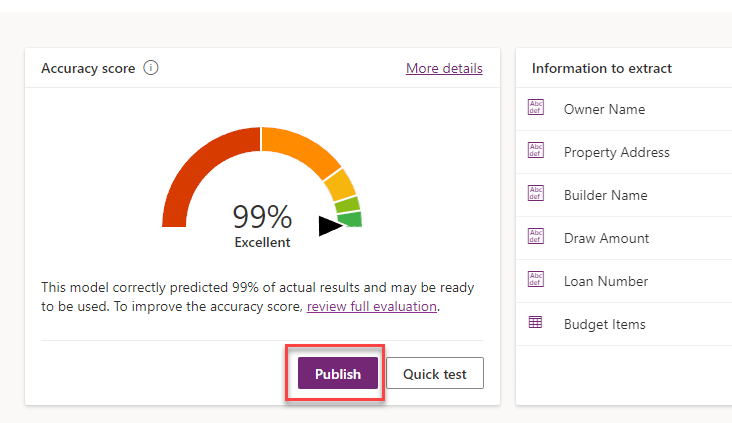 Accuracy score
More details
99%
Excellent
This model correctly predicted 99% of actual results and may be ready
to be used. To improve the accuracy score, review full evaluation.
Publish
Quick test
Information to extract
Abc
def
Owner Name
Abc
def
Property Address
Abc
def
Builder Name
Abc
def
Draw Amount
Abc
def
Loan Number
Budget Items